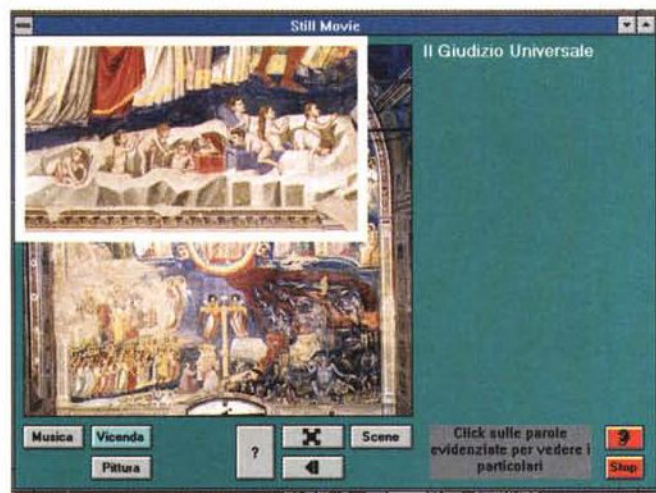 Still Movie
Il Giudizio Universale
Musica
Vicenda
Pittura
?
Scene
Click sulle parole
evidenziate per vedere i
particolari
Stop